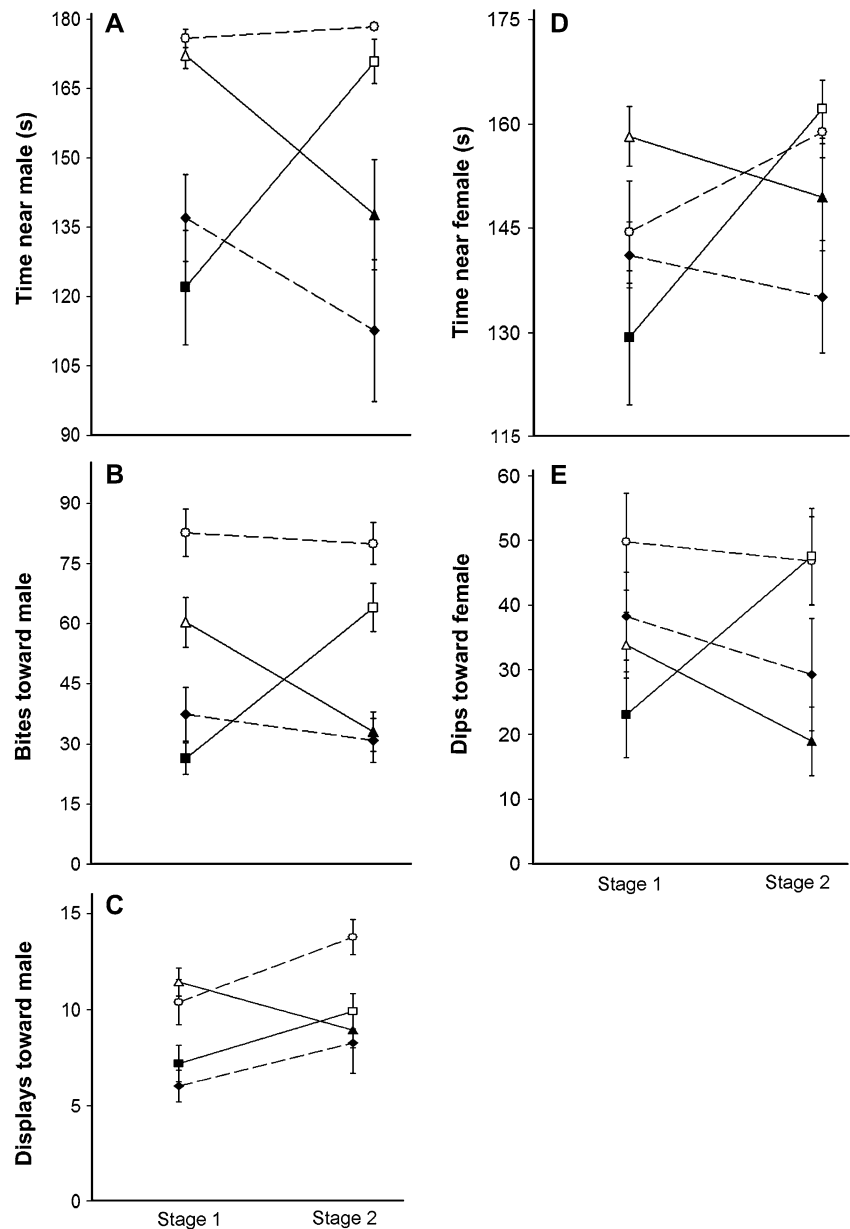 A
Time near male (s)
180
165
150
135
120
105
90
B
Bites toward male
90
75
60
45
30
15
0
C
Displays toward male
15
10
5
0
Stage 1 Stage 2
D
Time near female (s)
175
160
145
130
115
E
Dips toward female
60
50
40
30
20
10
0
Stage 1 Stage 2